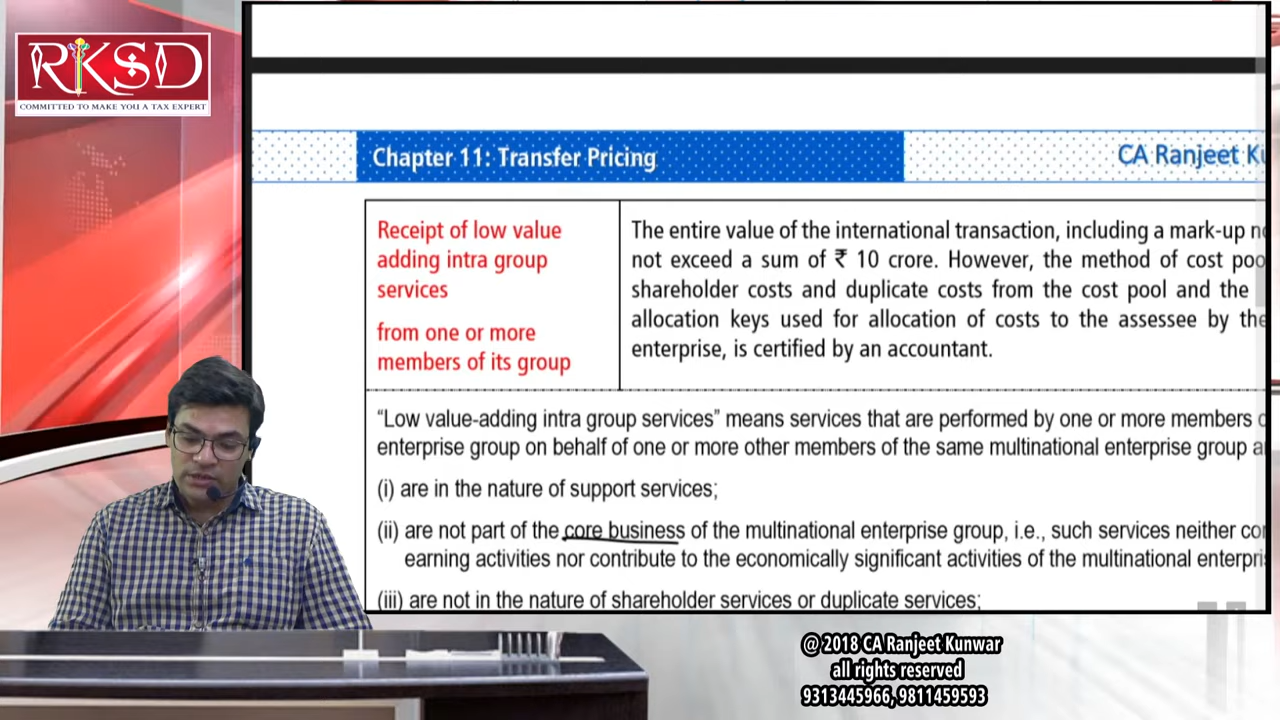 RKSD
COMMITTED TO MAKE YOU A TAX EXPERT
Chapter 11: Transfer Pricing
CA Ranjeet
Receipt of low value
adding intra group
services
from one or more
members of its group
The entire value of the international transaction, including a mark-up
not exceed a sum of ₹ 10 crore. However, the method of cost
shareholder costs and duplicate costs from the cost pool and the
allocation keys used for allocation of costs to the assessee by
enterprise, is certified by an accountant.
“Low value-adding intra group services” means services that are performed by one or more members
enterprise group on behalf of one or more other members of the same multinational enterprise group
(i) are in the nature of support services;
(ii) are not part of the core business of the multinational enterprise group, i.e., such services neither
earning activities nor contribute to the economically significant activities of the multinational
(iii) are not in the nature of shareholder services or duplicate services;
@ 2018 CA Ranjeet Kunwar
all rights reserved
9313445966, 9811459593